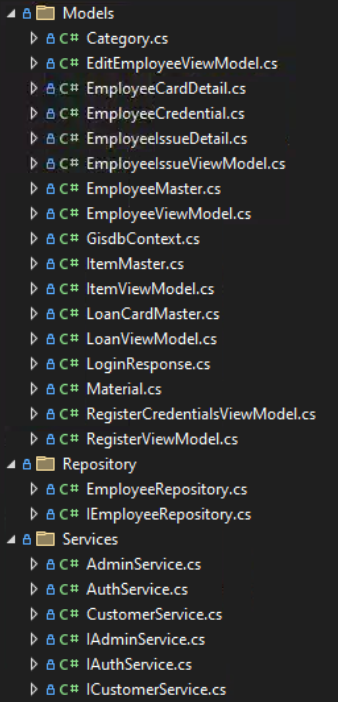 Models
C# Category.cs
C# EditEmployeeViewModel.cs
C# EmployeeCardDetail.cs
C# EmployeeCredential.cs
C# EmployeeIssueDetail.cs
C# EmployeeIssueViewModel.cs
C# EmployeeMaster.cs
C# EmployeeViewModel.cs
C# GisdbContext.cs
C# ItemMaster.cs
C# ItemViewModel.cs
C# LoanCardMaster.cs
C# LoanViewModel.cs
C# LoginResponse.cs
C# Material.cs
C# RegisterCredentialsViewModel.cs
C# RegisterViewModel.cs
Repository
C# EmployeeRepository.cs
C# IEmployeeRepository.cs
Services
C# AdminService.cs
C# AuthService.cs
C# CustomerService.cs
C# IAdminService.cs
C# IAuthService.cs
C# ICustomerService.cs